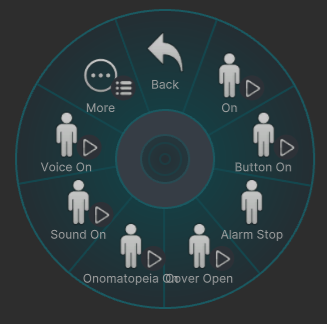 Back
On
Button On
Alarm Stop
Cover Open
Onomatopeia On
Sound On
Voice On
More